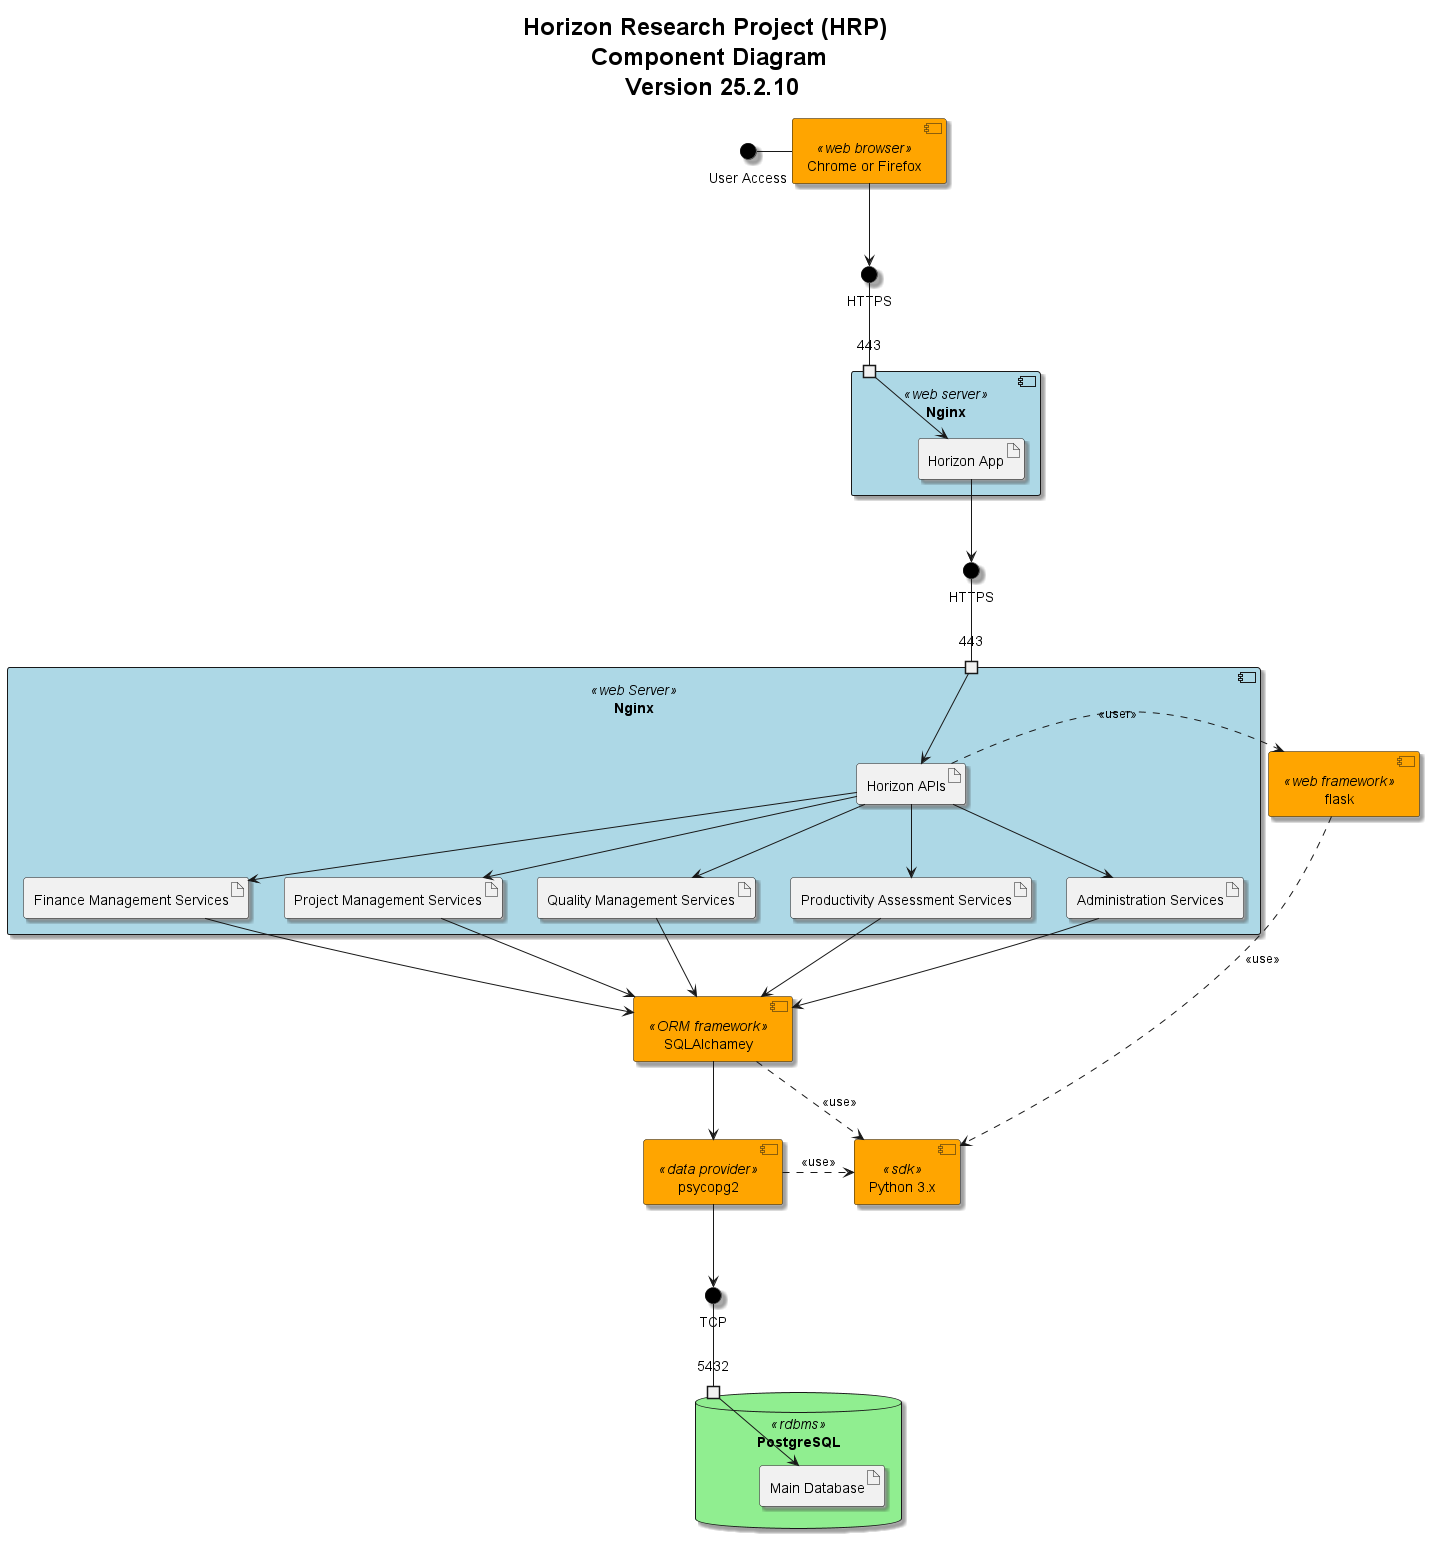 Horizon Research Project (HRP)
Component Diagram
Version 25.2.10
«web browser»
Chrome or Firefox
User Access
HTTPS
443
«web server»
Nginx
Horizon App
HTTPS
443
«web Server»
Nginx
«user»
Horizon APIs
«web framework»
flask
Finance Management Services
Project Management Services
Quality Management Services
Productivity Assessment Services
Administration Services
«use»
«ORM framework»
SQLAlchamey
«use»
«data provider»
psycopg2
«use»
«sdk»
Python 3.x
TCP
5432
«rdbms»
PostgreSQL
Main Database